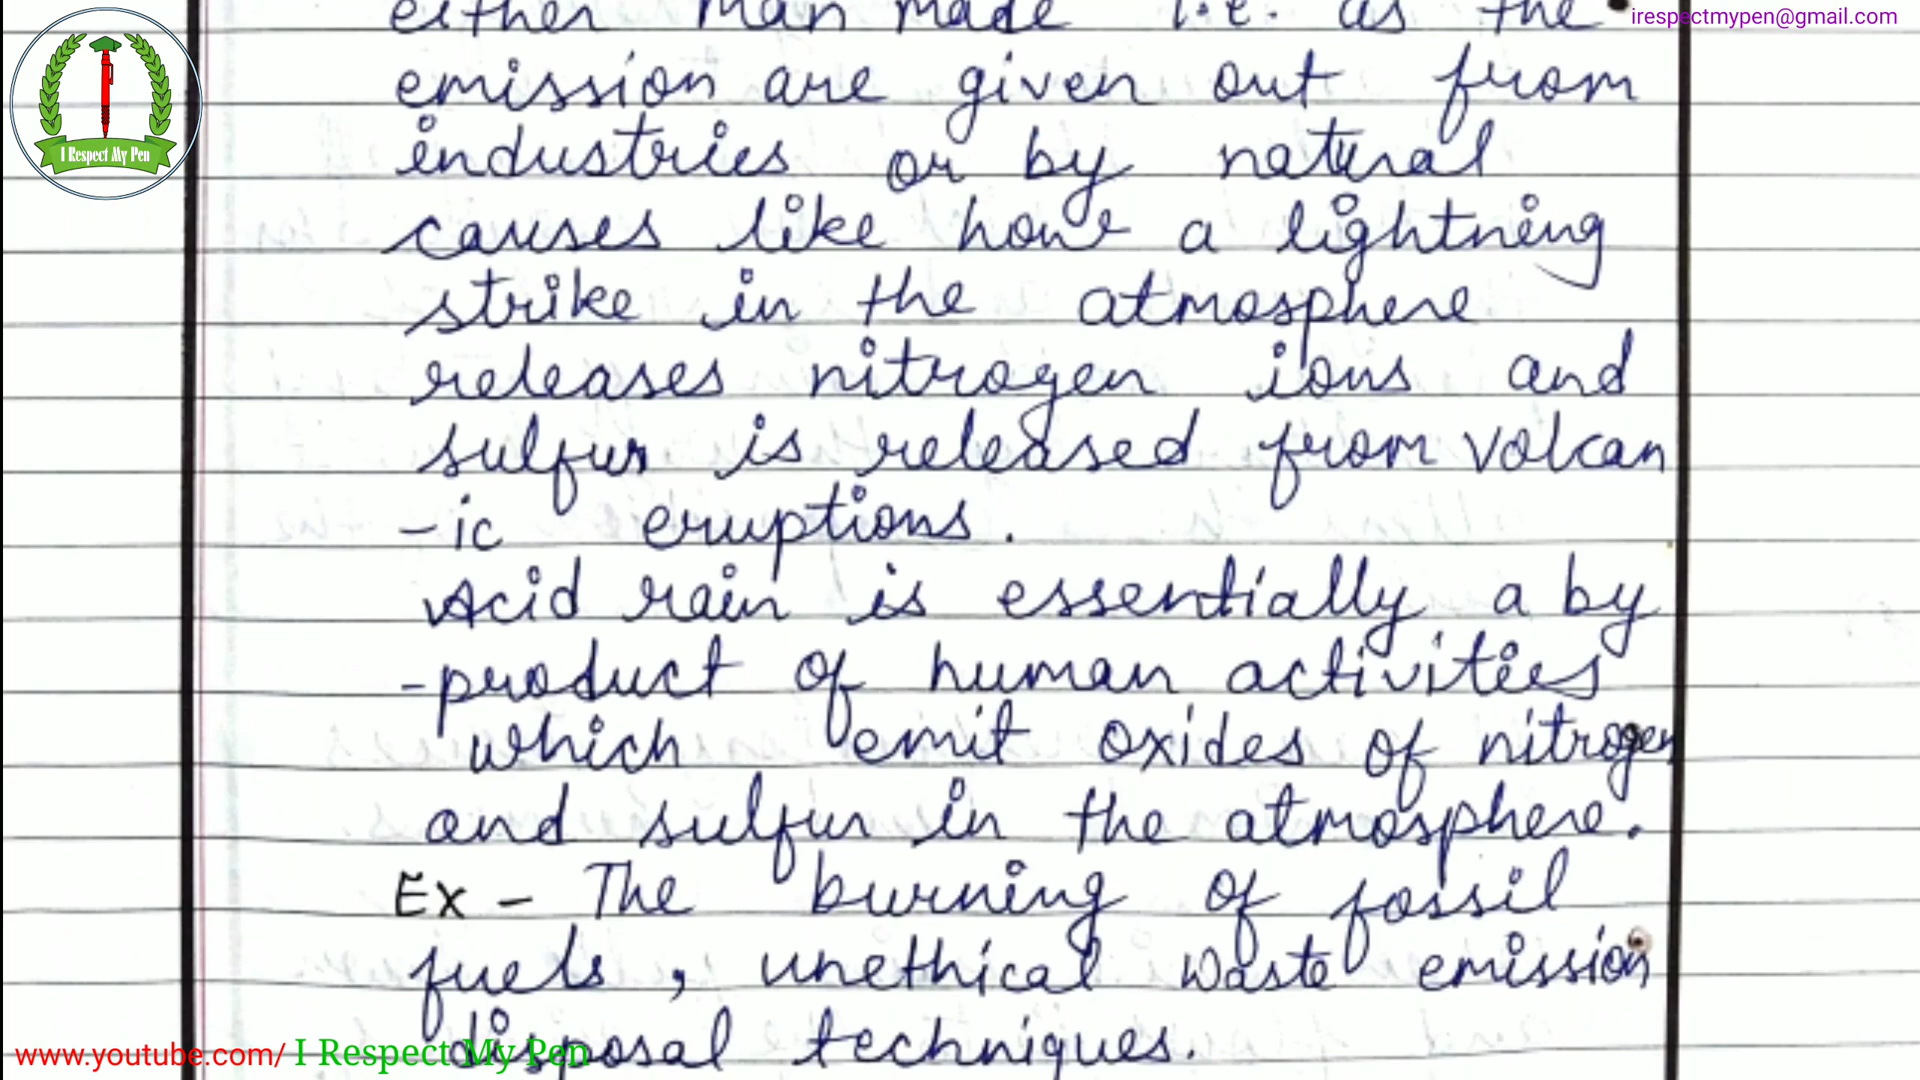 either man made i.e. as the
irespectmypen@gmail.com
emission are given out from
industries or by natural
causes like how a lightning
strike in the atmosphere
releases nitrogen ions and
sulfur is released from volcan
-ic eruptions.
Acid rain is essentially a by
-product of human activities
which emit oxides of nitrogen
and sulfur in the atmosphere.
Ex - The burning of fossil
fuels, unethical waste emission
disposal techniques.
I Respect My Pen
www.youtube.com/ I Respect My Pen